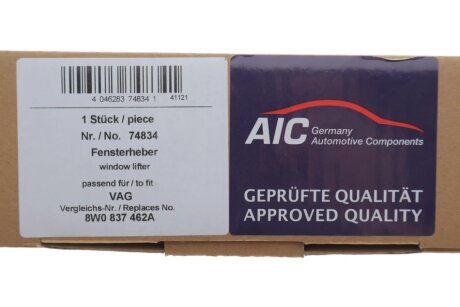 4 046283 74834 1 41121
1 Stück / piece
Nr. / No. 74834
Fensterheber
window lifter
passend für / to fit
VAG
Vergleichs-Nr. / Replaces No.
8W0 837 462A
AIC Germany
Automotive Components
GEPRÜFTE QUALITÄT
APPROVED QUALITY